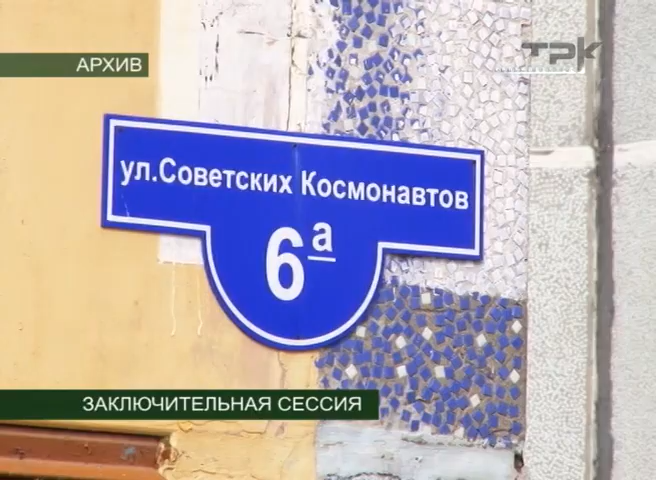 АРХИВ
ТРК
ул.Советских Космонавтов
6а
ЗАКЛЮЧИТЕЛЬНАЯ СЕССИЯ